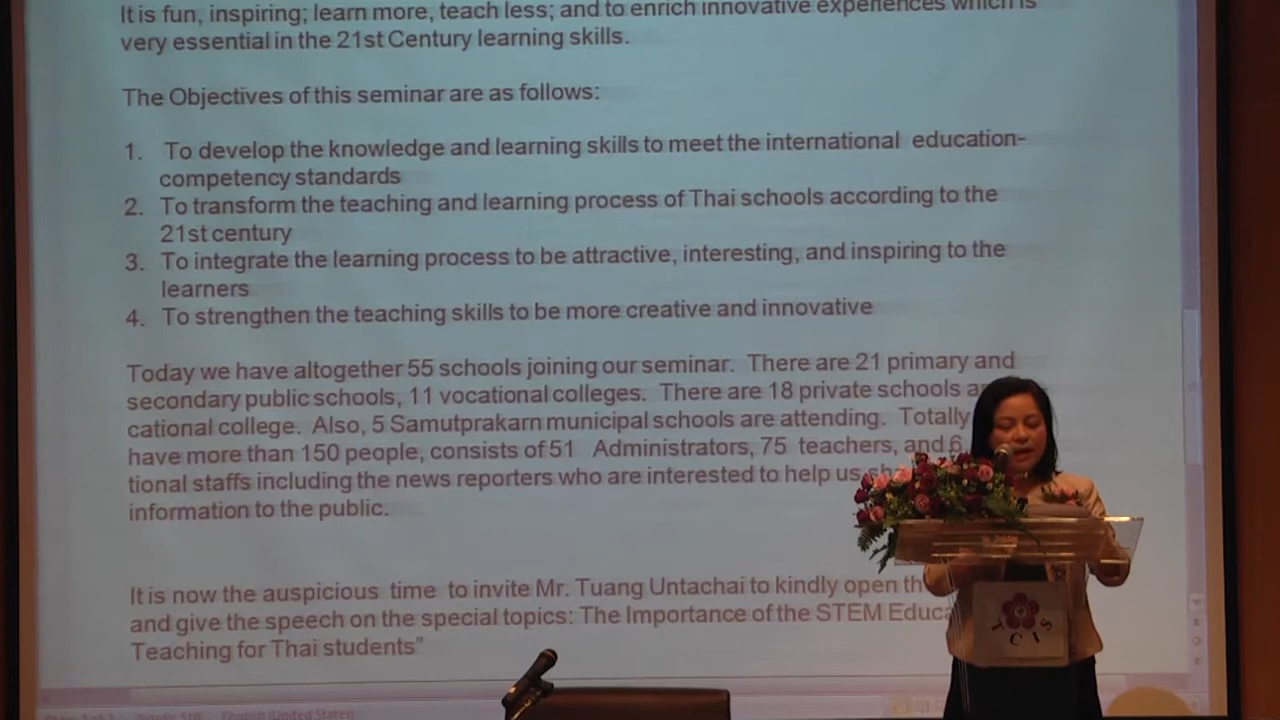 It is fun, inspiring; learn more, teach less; and to enrich innovative experiences which is
very essential in the 21st Century learning skills.
The Objectives of this seminar are as follows:
1. To develop the knowledge and learning skills to meet the international education-
competency standards
2. To transform the teaching and learning process of Thai schools according to the
21st century
3. To integrate the learning process to be attractive, interesting, and inspiring to the
learners
4. To strengthen the teaching skills to be more creative and innovative
Today we have altogether 55 schools joining our seminar. There are 21 primary and
secondary public schools, 11 vocational colleges. There are 18 private schools
cational college. Also, 5 Samutprakarn municipal schools are attending. Totally
have more than 150 people, consists of 51 Administrators, 75 teachers, and 6
tional staffs including the news reporters who are interested to help us
information to the public.
It is now the auspicious time to invite Mr. Tuang Untachai to kindly open
and give the speech on the special topics: The Importance of the STEM
Teaching for Thai students"
TCIS
English (United States)